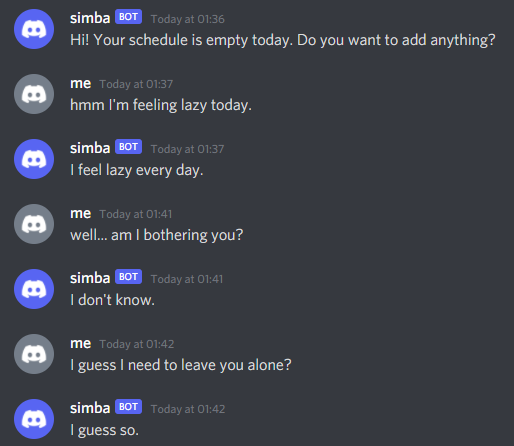 simba BOT Today at 01:36
Hi! Your schedule is empty today. Do you want to add anything?
me Today at 01:37
hmm I'm feeling lazy today.
simba BOT Today at 01:37
I feel lazy every day.
me Today at 01:41
well... am I bothering you?
simba BOT Today at 01:41
I don't know.
me Today at 01:42
I guess I need to leave you alone?
simba BOT Today at 01:42
I guess so.